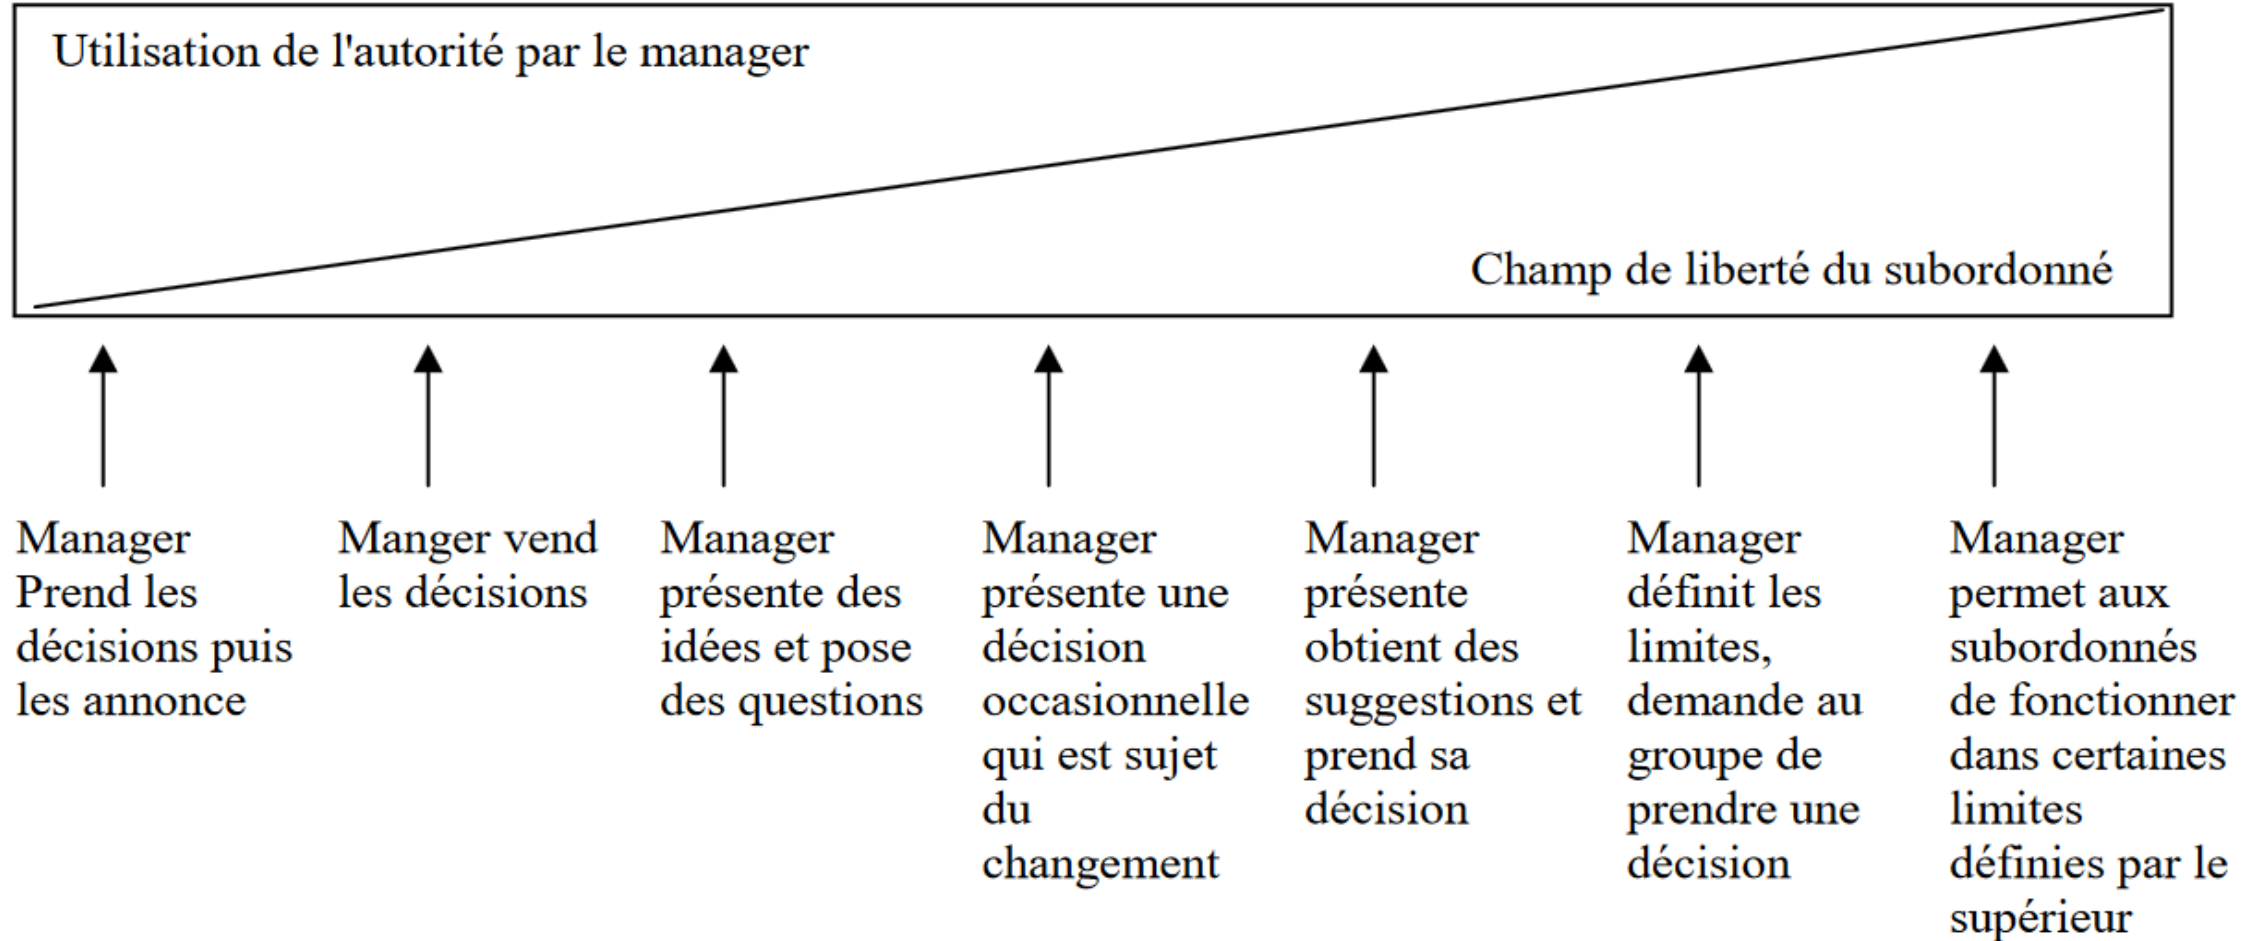 Utilisation de l'autorité par le manager
Champ de liberté du subordonné
Manager
Prend les
décisions puis
les annonce
Manger vend
les décisions
Manager
présente des
idées et pose
des questions
Manager
présente une
décision
occasionnelle
qui est sujet
du
changement
Manager
présente
obtient des
suggestions et
prend sa
décision
Manager
définit les
limites,
demande au
groupe de
prendre une
décision
Manager
permet aux
subordonnés
de fonctionner
dans certaines
limites
définies par le
supérieur